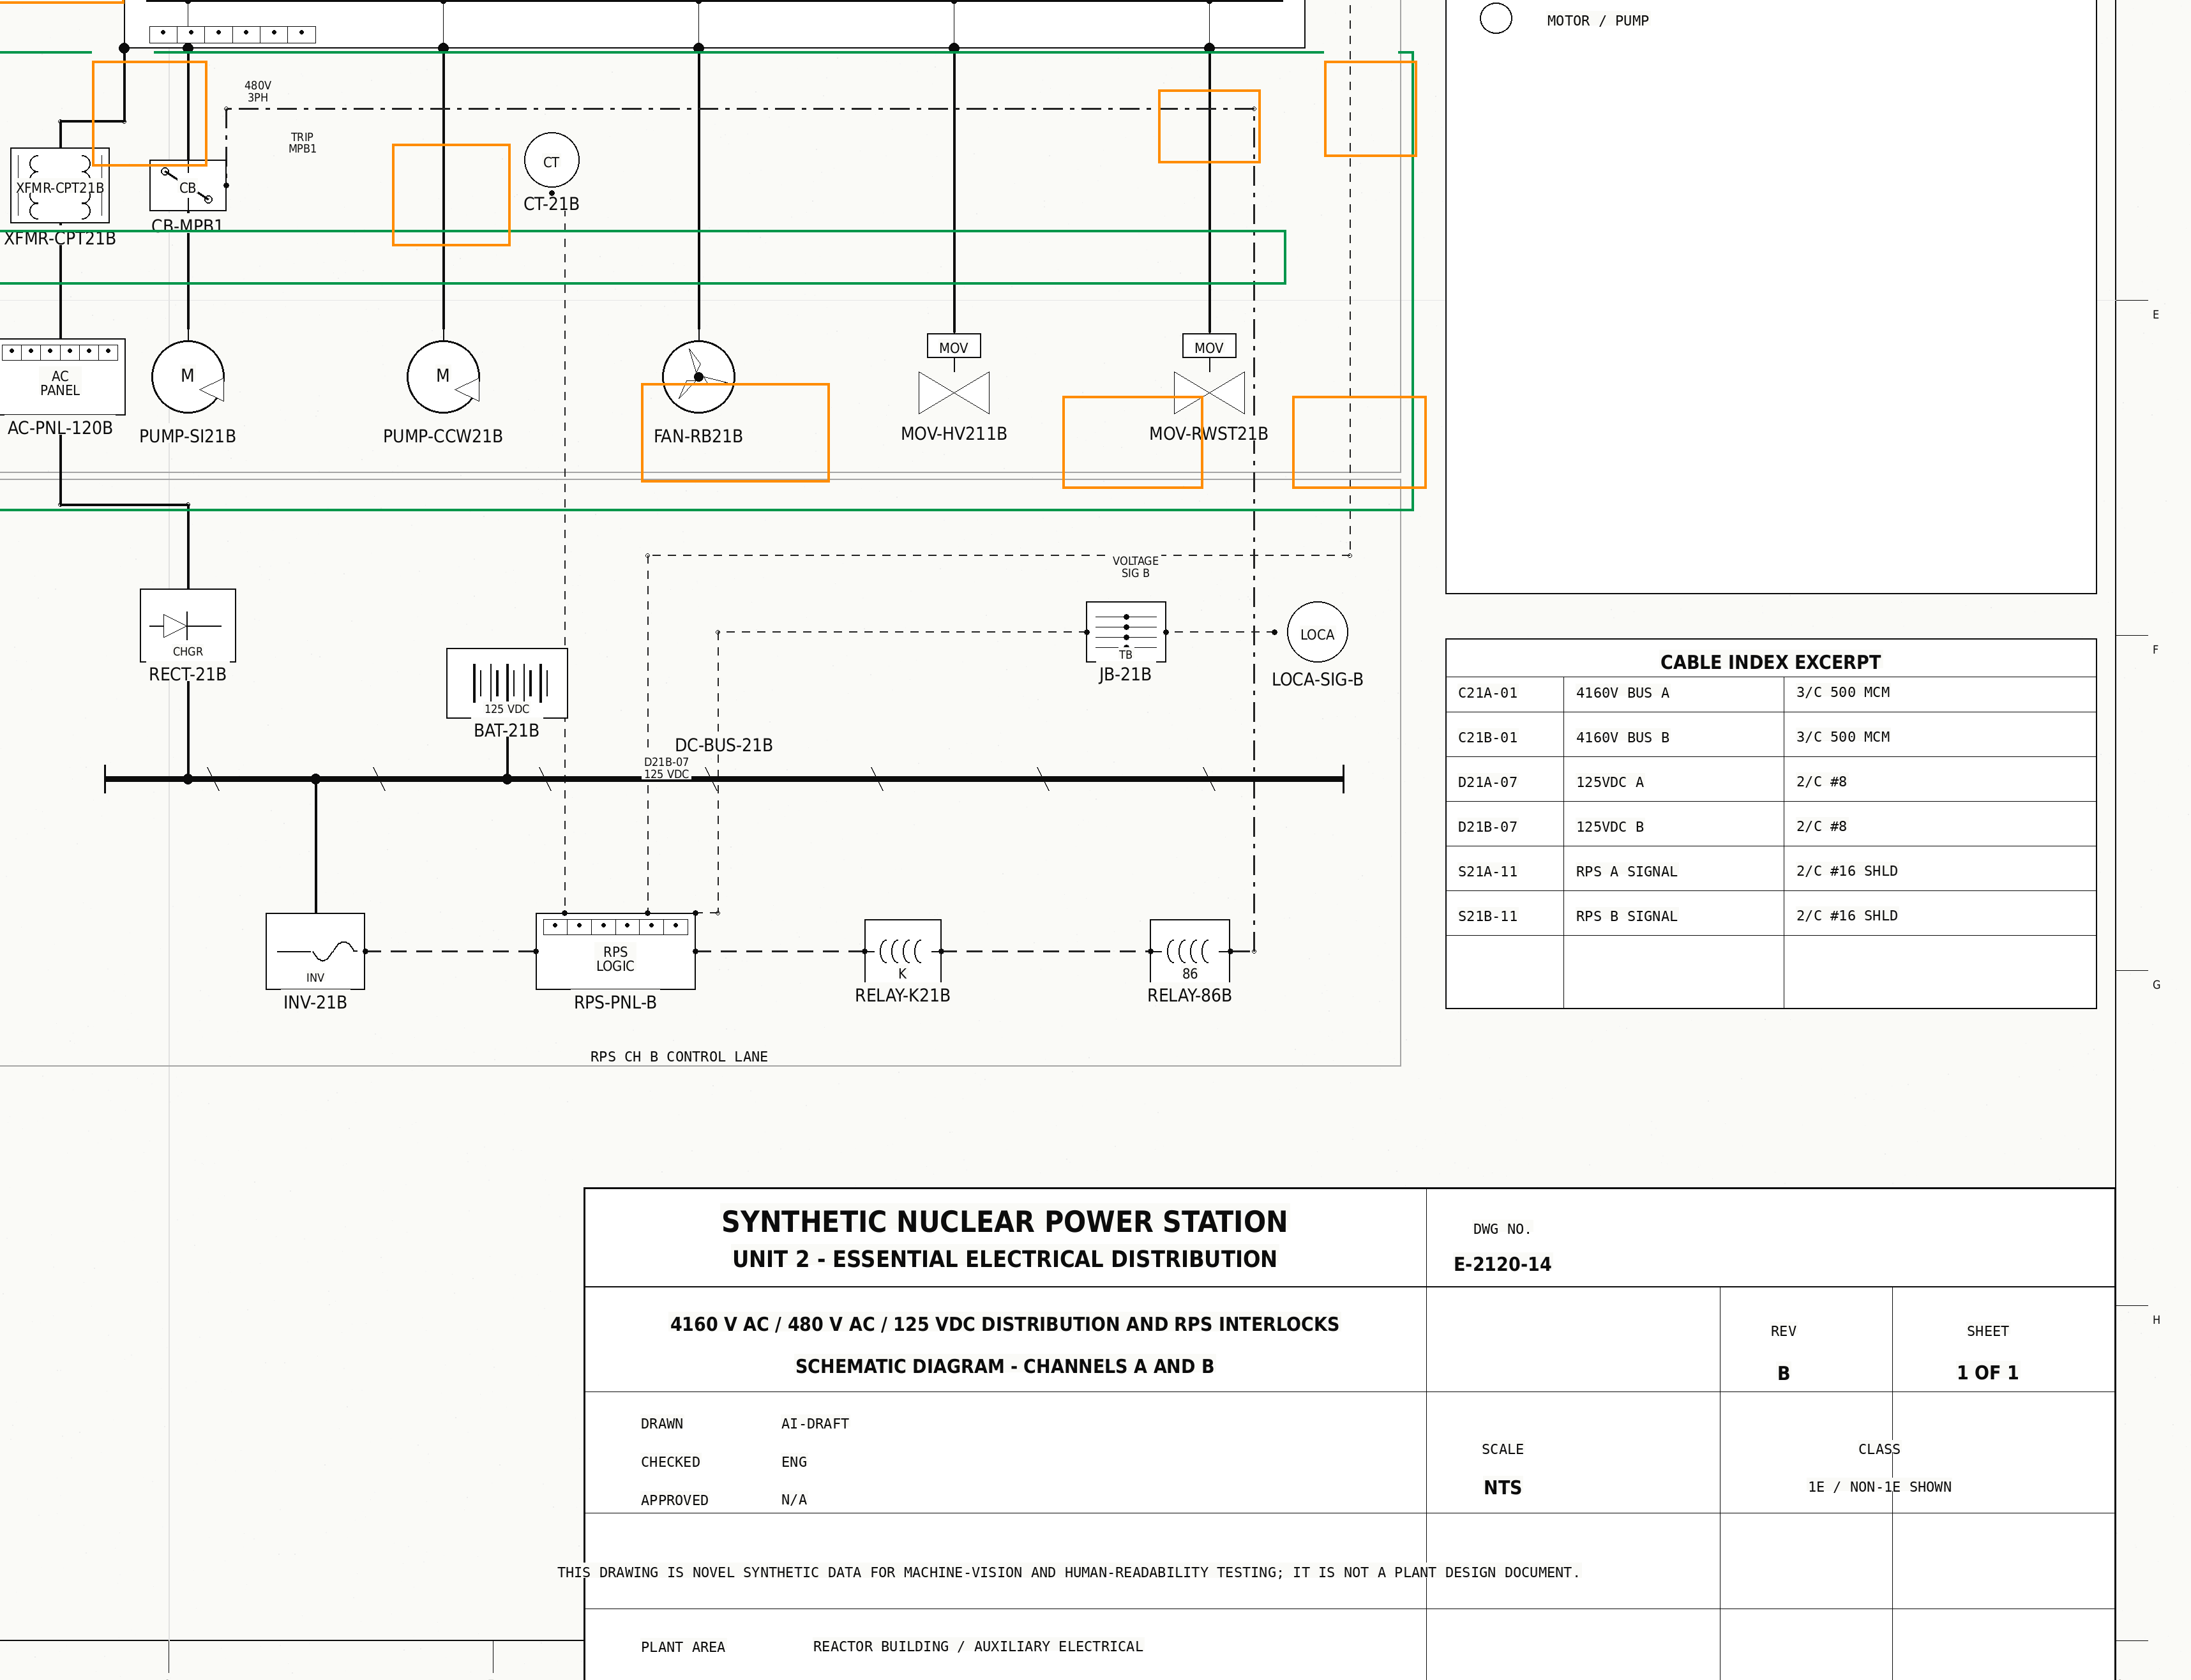 MOTOR / PUMP
480V
3PH
TRIP
MPB1
CT
CT-21B
XFMR-CPT21B
XFMR-CPT21B
CB
CB-MPB1
E
MOV
MOV
AC
PANEL
AC-PNL-120B
M
PUMP-SI21B
M
PUMP-CCW21B
FAN-RB21B
MOV-HV211B
MOV-RWST21B
VOLTAGE
SIG B
CHGR
RECT-21B
125 VDC
BAT-21B
TB
JB-21B
LOCA
LOCA-SIG-B
F
DC-BUS-21B
D21B-07
125 VDC
CABLE INDEX EXCERPT
C21A-01 4160V BUS A 3/C 500 MCM
C21B-01 4160V BUS B 3/C 500 MCM
D21A-07 125VDC A 2/C #8
D21B-07 125VDC B 2/C #8
S21A-11 RPS A SIGNAL 2/C #16 SHLD
S21B-11 RPS B SIGNAL 2/C #16 SHLD
INV
INV-21B
RPS
LOGIC
RPS-PNL-B
K
RELAY-K21B
86
RELAY-86B
G
RPS CH B CONTROL LANE
SYNTHETIC NUCLEAR POWER STATION
UNIT 2 - ESSENTIAL ELECTRICAL DISTRIBUTION
DWG NO.
E-2120-14
4160 V AC / 480 V AC / 125 VDC DISTRIBUTION AND RPS INTERLOCKS
SCHEMATIC DIAGRAM - CHANNELS A AND B
REV
B
SHEET
1 OF 1
H
DRAWN AI-DRAFT
CHECKED ENG
APPROVED N/A
SCALE
NTS
CLASS
1E / NON-1E SHOWN
THIS DRAWING IS NOVEL SYNTHETIC DATA FOR MACHINE-VISION AND HUMAN-READABILITY TESTING; IT IS NOT A PLANT DESIGN DOCUMENT.
PLANT AREA REACTOR BUILDING / AUXILIARY ELECTRICAL